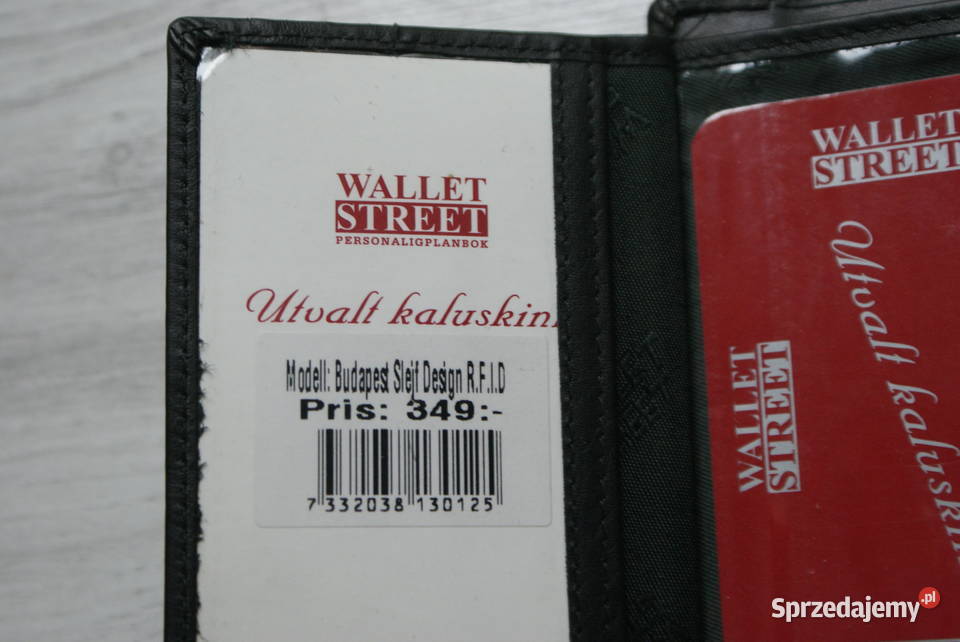 WALLET
STREET
PERSONALIGPLANBOK
Utvalt kaluskinn
Modell: Budapest Slejf Design R.F.I.D
Pris: 349:-
7 332038 130125
WALLET
STREET
Utvalt kaluskin
WALLET
STREET
Sprzedajemy.pl